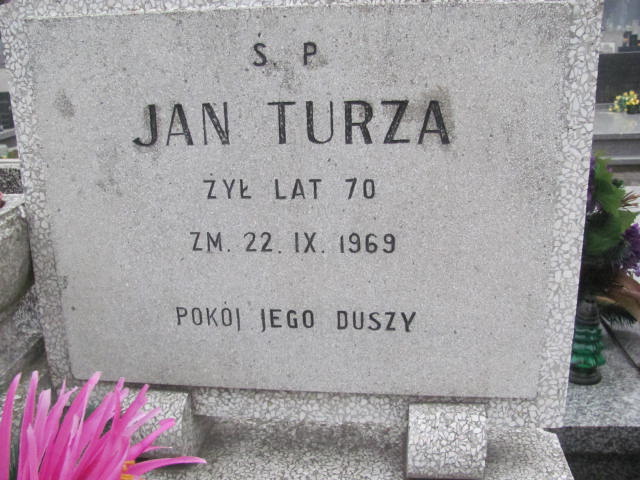 Ś. P
JAN TURZA
ŻYŁ LAT 70
ZM. 22. IX. 1969
POKÓJ JEGO DUSZY